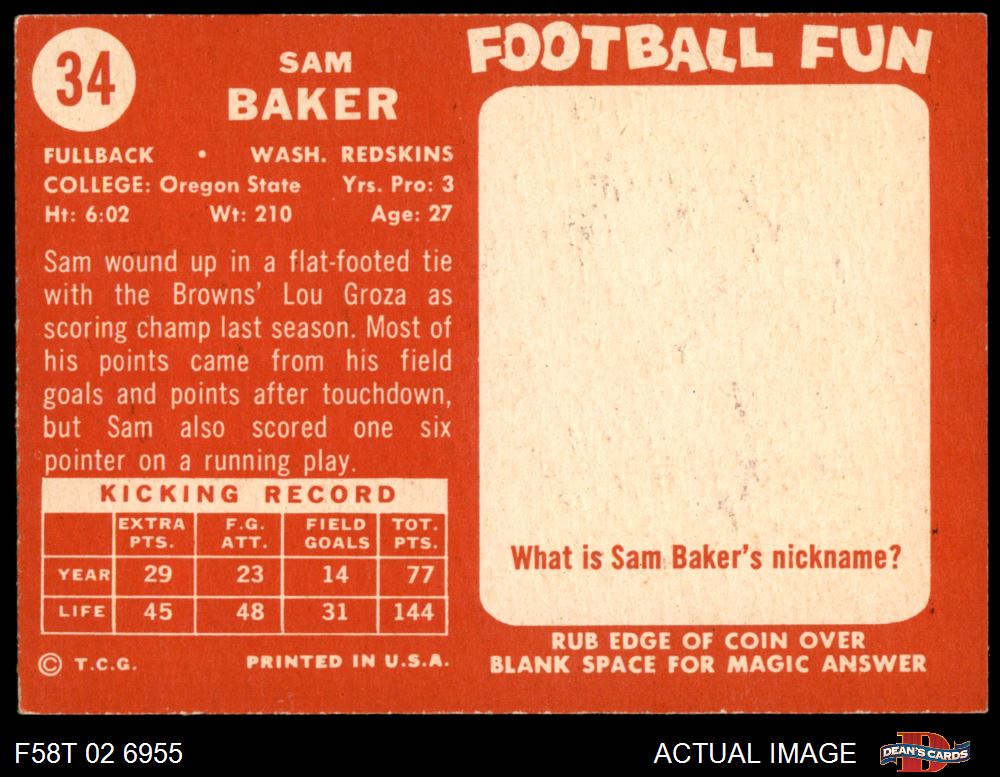 34
SAM
BAKER
FULLBACK • WASH. REDSKINS
COLLEGE: Oregon State Yrs. Pro: 3
Ht: 6:02 Wt: 210 Age: 27
Sam wound up in a flat-footed tie
with the Browns' Lou Groza as
scoring champ last season. Most of
his points came from his field
goals and points after touchdown,
but Sam also scored one six
pointer on a running play.
KICKING RECORD
EXTRA PTS. F.G. ATT. FIELD GOALS TOT. PTS.
YEAR 29 23 14 77
LIFE 45 48 31 144
© T.C.G. PRINTED IN U.S.A.
FOOTBALL FUN
What is Sam Baker's nickname?
RUB EDGE OF COIN OVER
BLANK SPACE FOR MAGIC ANSWER
F58T 02 6955
ACTUAL IMAGE
D
DEAN'S CARDS